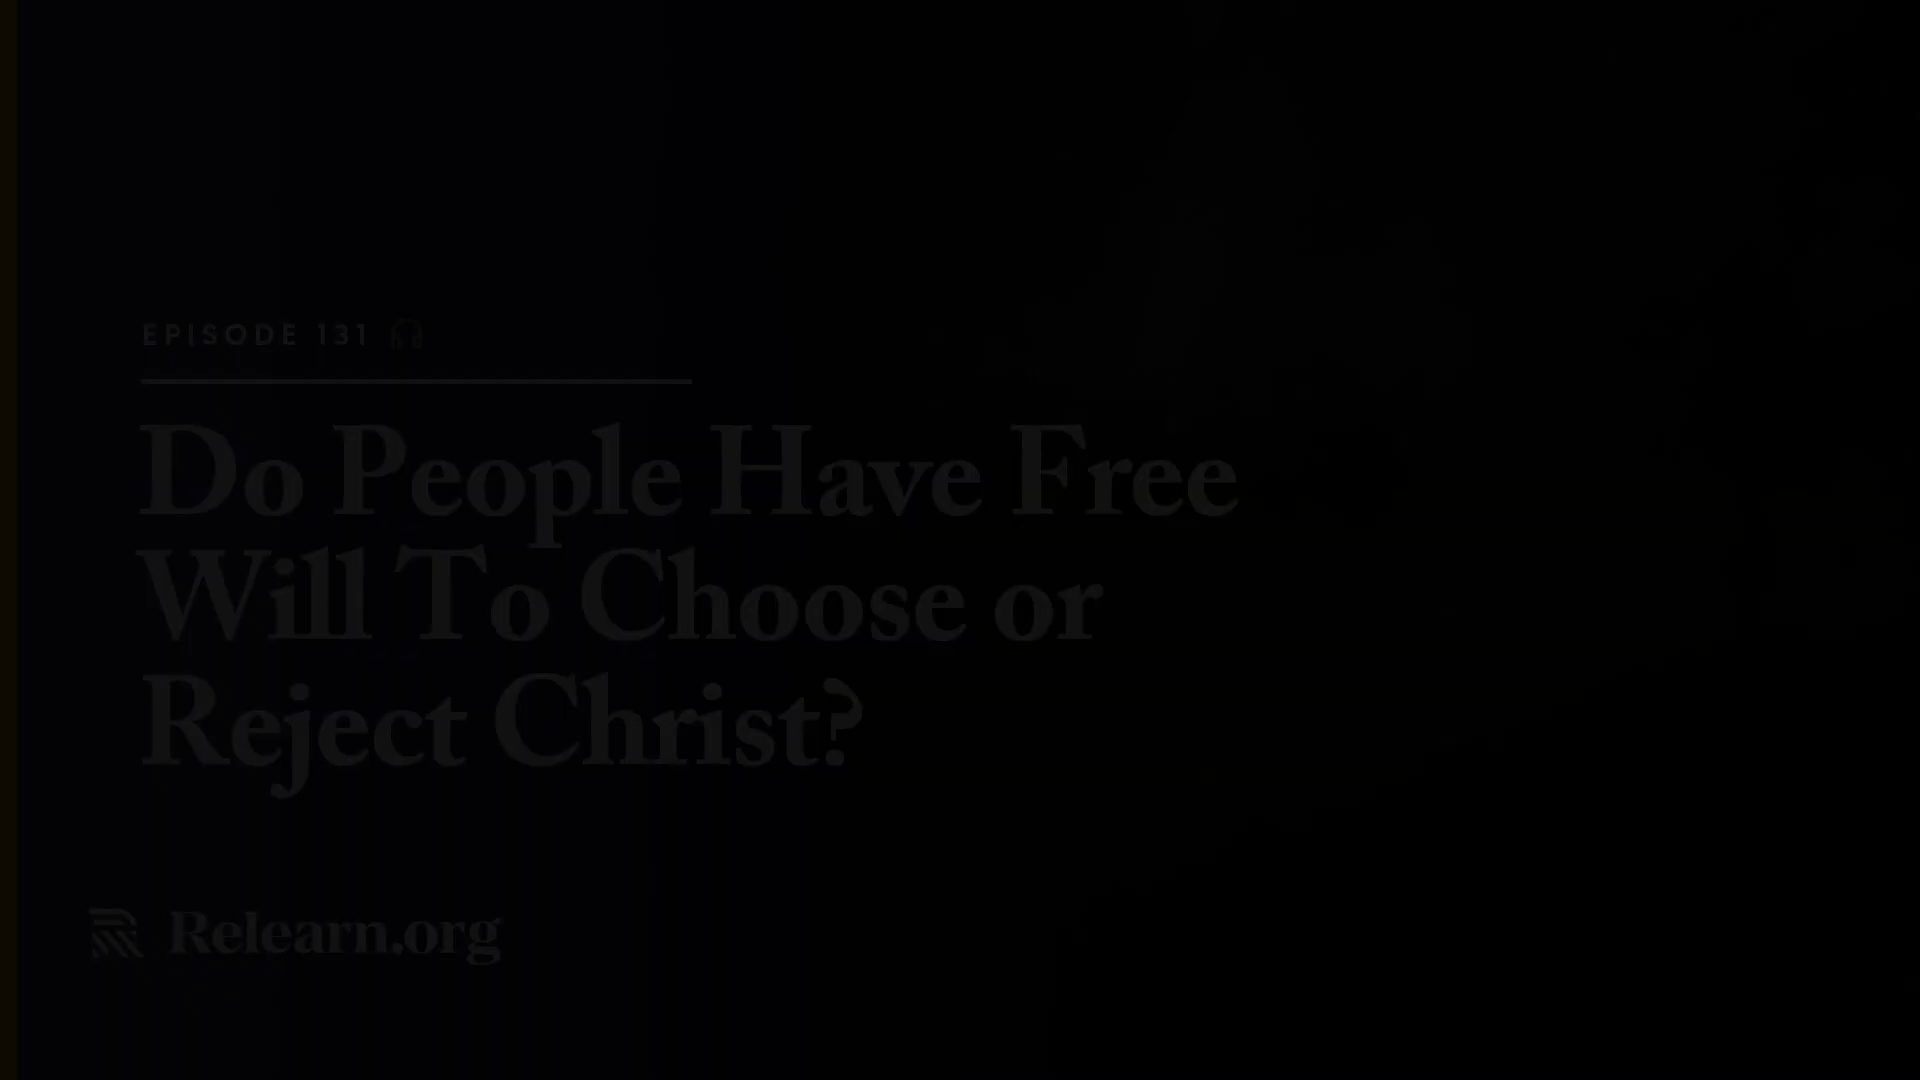 EPISODE 131
Do People Have Free
Will To Choose or
Reject Christ?
Relearn.org